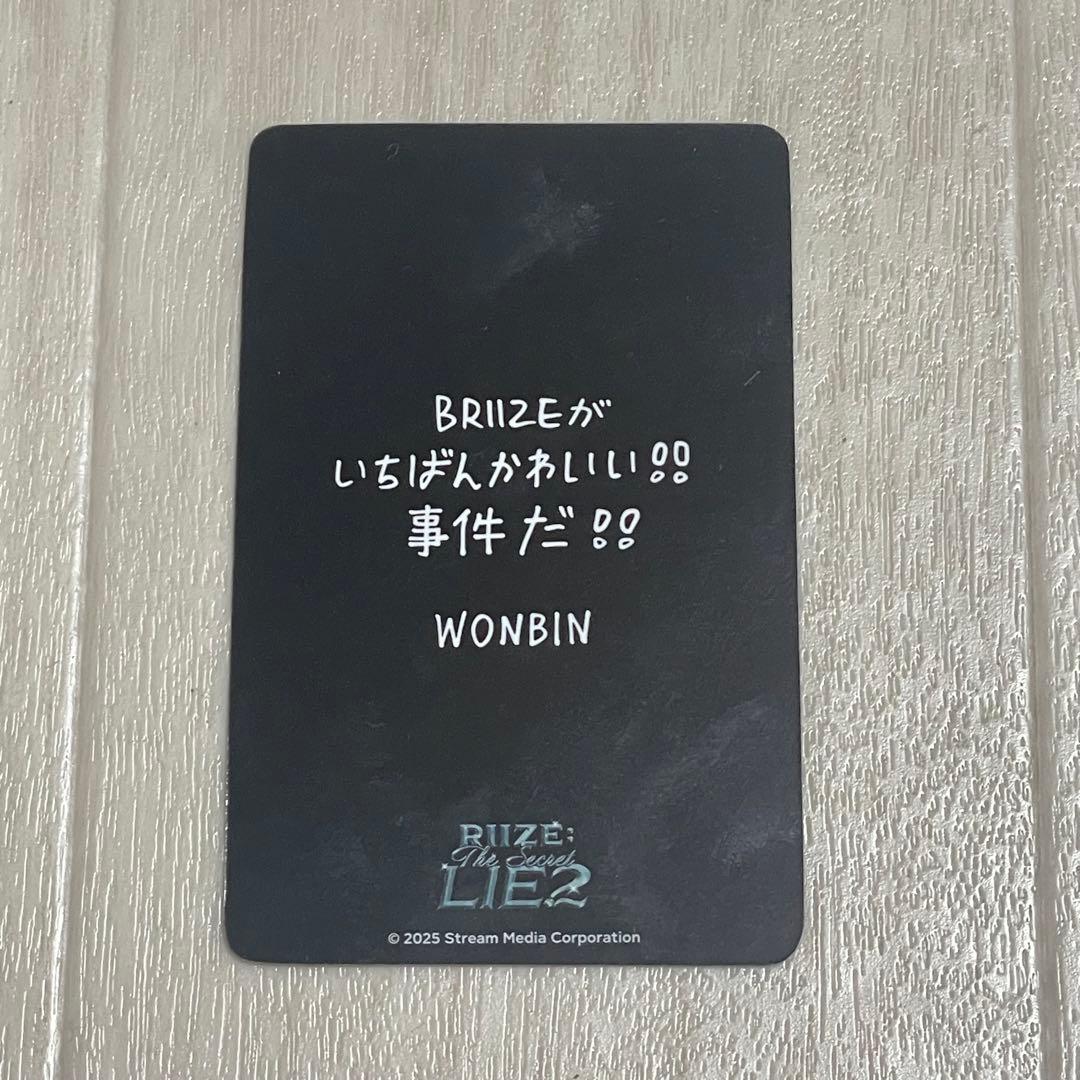 BRIIZEが
いちばんかわいい!!
事件だ!!
WONBIN
RIIZE:
The Secret
LIE2
© 2025 Stream Media Corporation